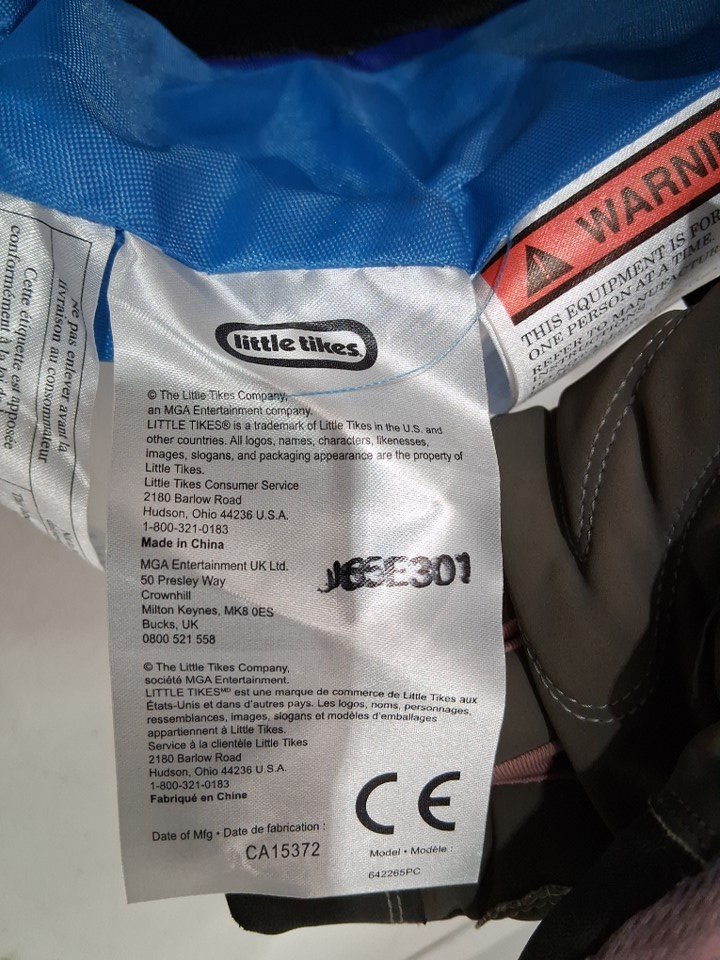 Ne pas enlever avant la
livraison au consommateur
Cette étiquette est apposée
conformément à la loi
WARNI
THIS EQUIPMENT IS FOR
ONE PERSON AT A TIME.
REFER TO MANUFACTUR
little tikes®
© The Little Tikes Company,
an MGA Entertainment company.
LITTLE TIKES® is a trademark of Little Tikes in the U.S. and
other countries. All logos, names, characters, likenesses,
images, slogans, and packaging appearance are the property of
Little Tikes.
Little Tikes Consumer Service
2180 Barlow Road
Hudson, Ohio 44236 U.S.A.
1-800-321-0183
Made in China
MGA Entertainment UK Ltd.
50 Presley Way
Crownhill
Milton Keynes, MK8 0ES
Bucks, UK
0800 521 558
J65E301
© The Little Tikes Company,
société MGA Entertainment.
LITTLE TIKESᴹᴰ est une marque de commerce de Little Tikes aux
États-Unis et dans d'autres pays. Les logos, noms, personnages,
ressemblances, images, slogans et modèles d'emballages
appartiennent à Little Tikes.
Service à la clientèle Little Tikes
2180 Barlow Road
Hudson, Ohio 44236 U.S.A.
1-800-321-0183
Fabriqué en Chine
CE
Date of Mfg • Date de fabrication :
CA15372
Model • Modèle :
642265PC